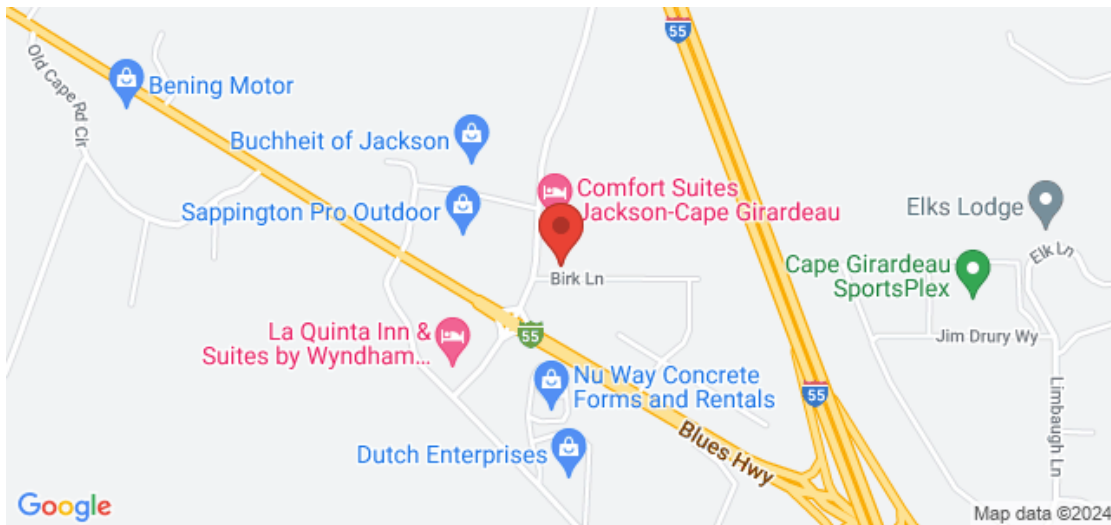 55
Old Cape Rd Cir
Bening Motor
Buchheit of Jackson
Comfort Suites
Jackson-Cape Girardeau
Sappington Pro Outdoor
Elks Lodge
Elk Ln
Cape Girardeau
SportsPlex
Birk Ln
La Quinta Inn &
Suites by Wyndham...
55
Jim Drury Wy
Nu Way Concrete
Forms and Rentals
55
Limbaugh Ln
Blues Hwy
Dutch Enterprises
Google
Map data ©2024